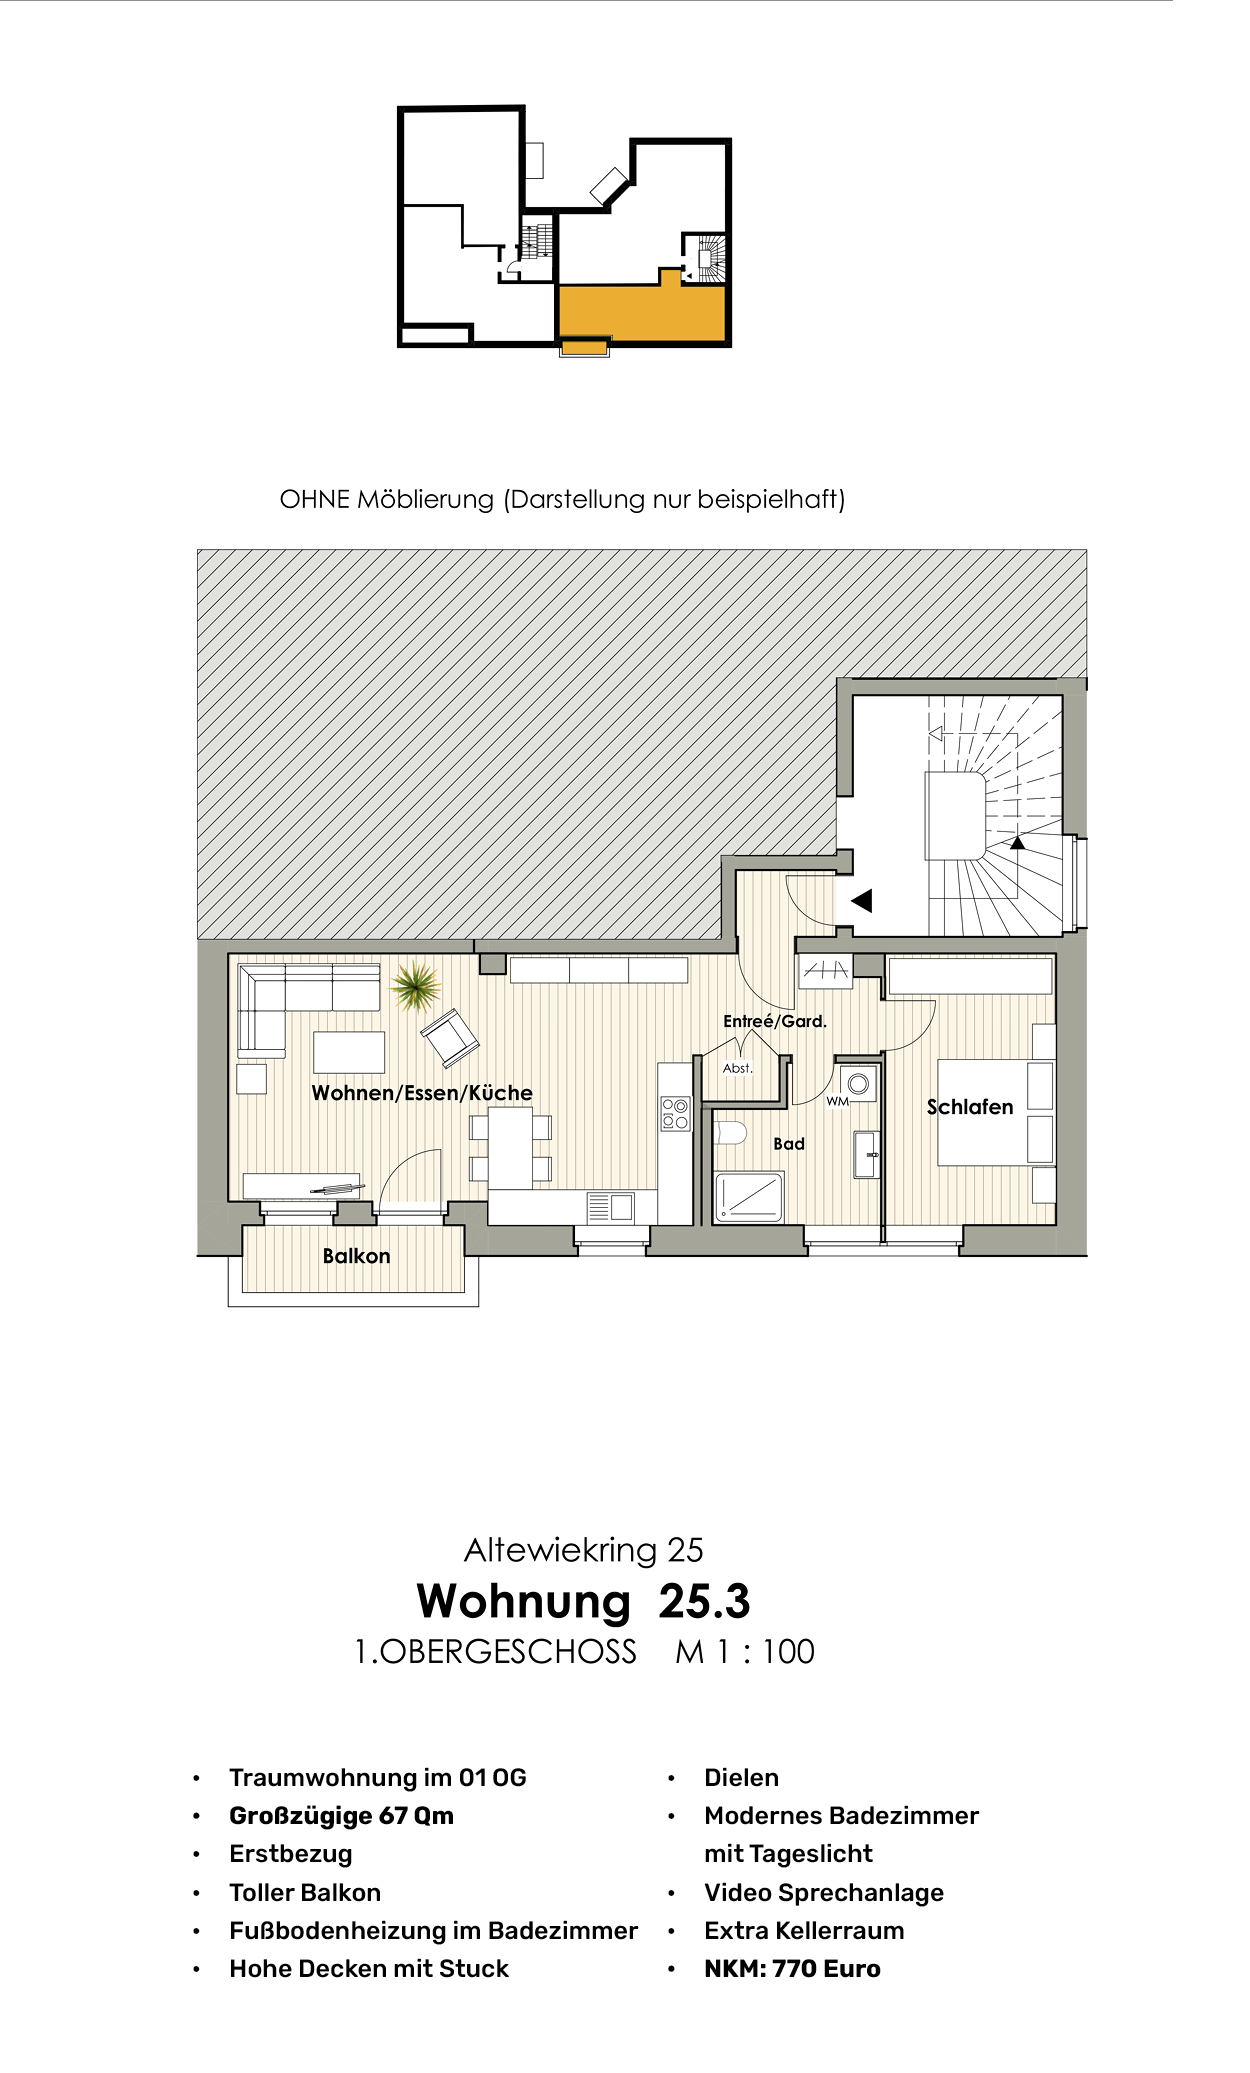 OHNE Möblierung (Darstellung nur beispielhaft)
Entreé/Gard.
Abst.
Wohnen/Essen/Küche
WM
Schlafen
Bad
Balkon
Altewiekring 25
Wohnung 25.3
1.OBERGESCHOSS M 1 : 100
• Traumwohnung im 01 OG
• Großzügige 67 Qm
• Erstbezug
• Toller Balkon
• Fußbodenheizung im Badezimmer
• Hohe Decken mit Stuck
• Dielen
• Modernes Badezimmer
mit Tageslicht
• Video Sprechanlage
• Extra Kellerraum
• NKM: 770 Euro